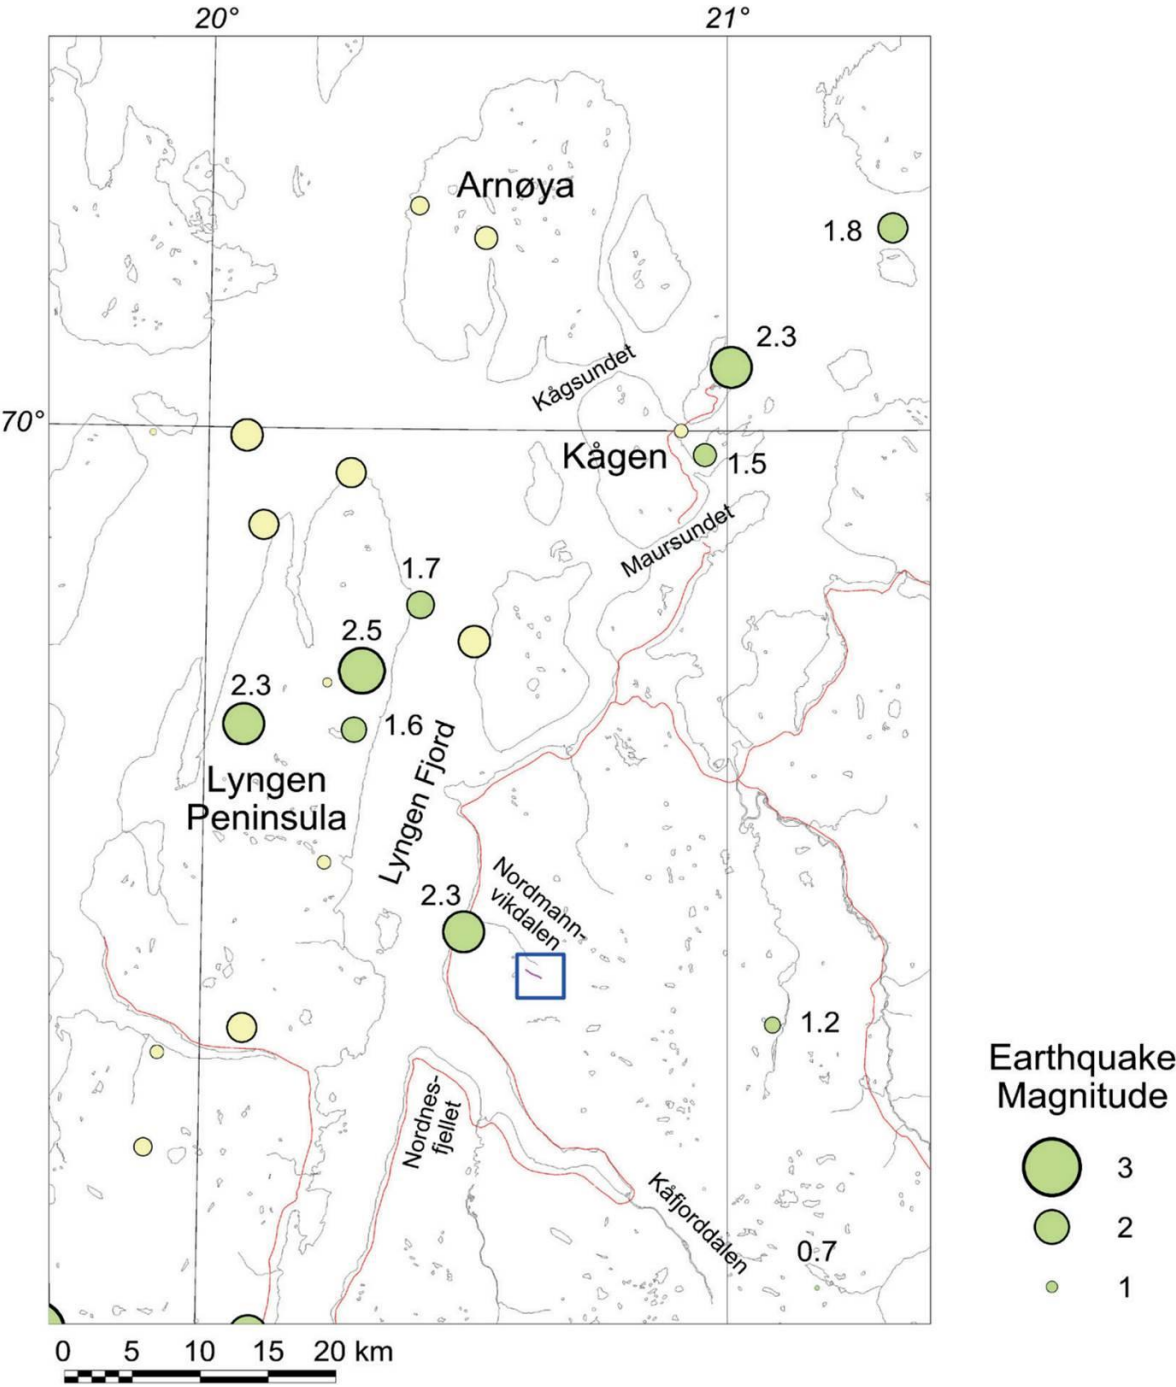 20°
21°
Arnøya
1.8
2.3
Kågsundet
70°
Kågen
1.5
Maursundet
1.7
2.5
2.3
1.6
Lyngen
Peninsula
Lyngen Fjord
2.3
Nordmann-
vikdalen
1.2
Nordnes-
fjellet
Kåfjorddalen
0.7
Earthquake
Magnitude
3
2
1
0 5 10 15 20 km